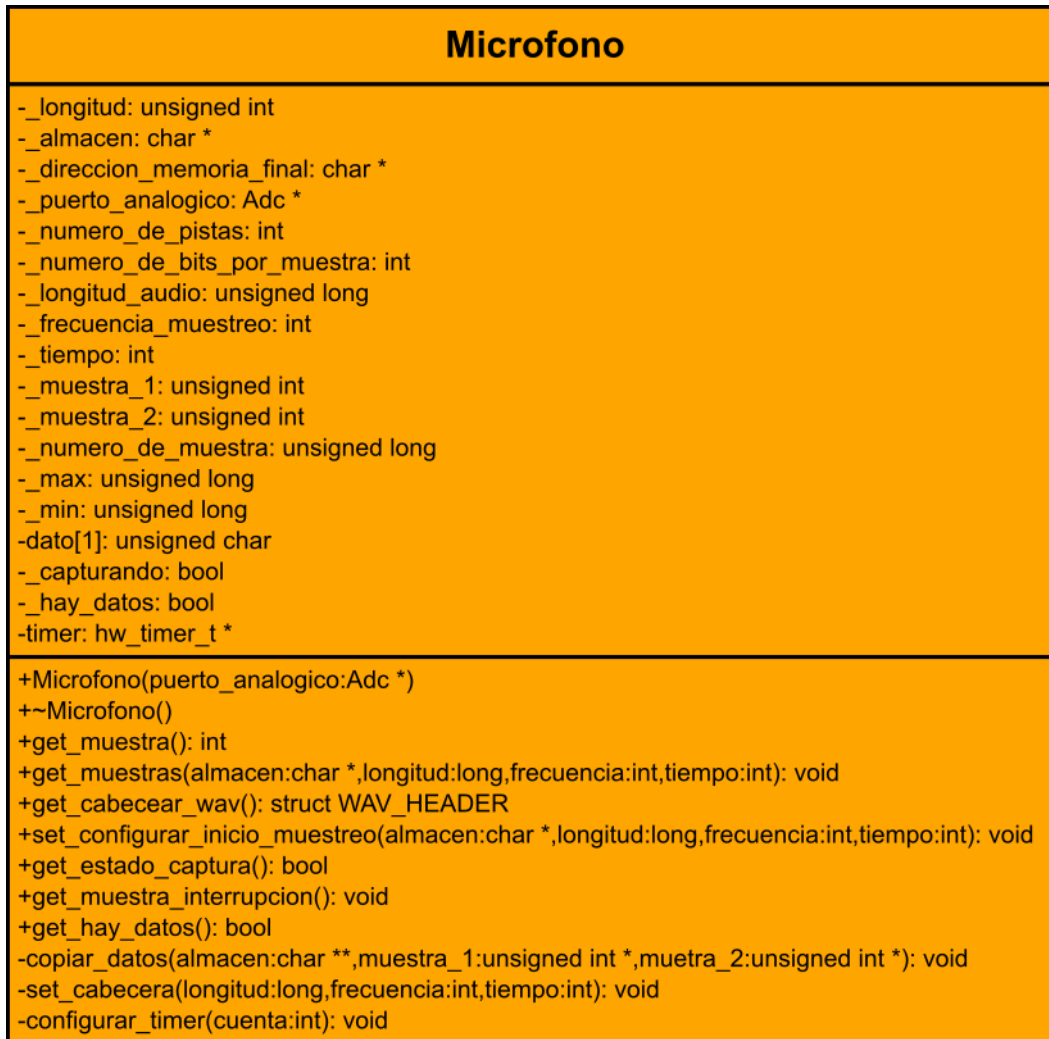 Microfono
-_longitud: unsigned int
-_almacen: char *
-_direccion_memoria_final: char *
-_puerto_analogico: Adc *
-_numero_de_pistas: int
-_numero_de_bits_por_muestra: int
-_longitud_audio: unsigned long
-_frecuencia_muestreo: int
-_tiempo: int
-_muestra_1: unsigned int
-_muestra_2: unsigned int
-_numero_de_muestra: unsigned long
-_max: unsigned long
-_min: unsigned long
-dato[1]: unsigned char
-_capturando: bool
-_hay_datos: bool
-timer: hw_timer_t *
+Microfono(puerto_analogico:Adc *)
+~Microfono()
+get_muestra(): int
+get_muestras(almacen:char *,longitud:long,frecuencia:int,tiempo:int): void
+get_cabecear_wav(): struct WAV_HEADER
+set_configurar_inicio_muestreo(almacen:char *,longitud:long,frecuencia:int,tiempo:int): void
+get_estado_captura(): bool
+get_muestra_interrupcion(): void
+get_hay_datos(): bool
-copiar_datos(almacen:char **,muestra_1:unsigned int *,muetra_2:unsigned int *): void
-set_cabecera(longitud:long,frecuencia:int,tiempo:int): void
-configurar_timer(cuenta:int): void